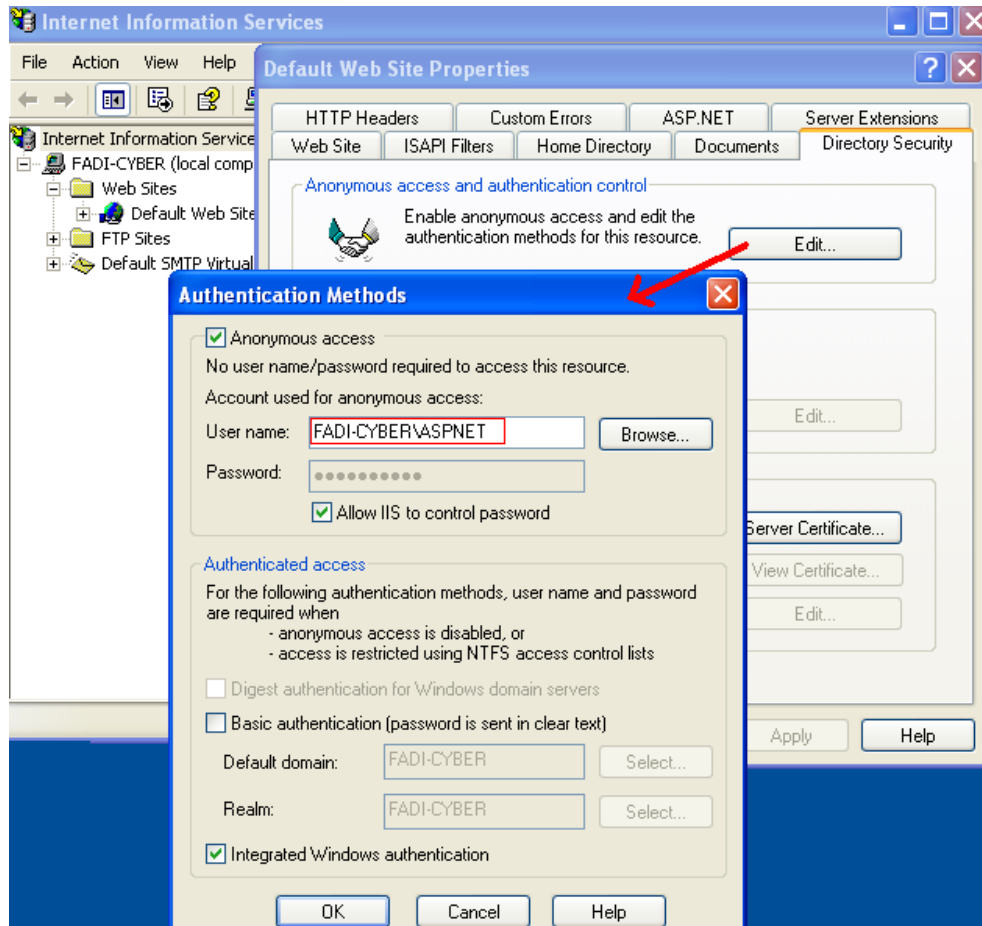 Internet Information Services
File Action View Help
Internet Information Service
FADI-CYBER (local comp
Web Sites
Default Web Site
FTP Sites
Default SMTP Virtual
Default Web Site Properties
HTTP Headers Custom Errors ASP.NET Server Extensions
Web Site ISAPI Filters Home Directory Documents Directory Security
Anonymous access and authentication control
Enable anonymous access and edit the
authentication methods for this resource.
Edit...
Edit...
Server Certificate...
View Certificate...
Edit...
Apply Help
Authentication Methods
Anonymous access
No user name/password required to access this resource.
Account used for anonymous access:
User name: FADI-CYBER\ASPNET Browse...
Password: ●●●●●●●●●●
Allow IIS to control password
Authenticated access
For the following authentication methods, user name and password
are required when
- anonymous access is disabled, or
- access is restricted using NTFS access control lists
Digest authentication for Windows domain servers
Basic authentication (password is sent in clear text)
Default domain: FADI-CYBER Select...
Realm: FADI-CYBER Select...
Integrated Windows authentication
OK Cancel Help